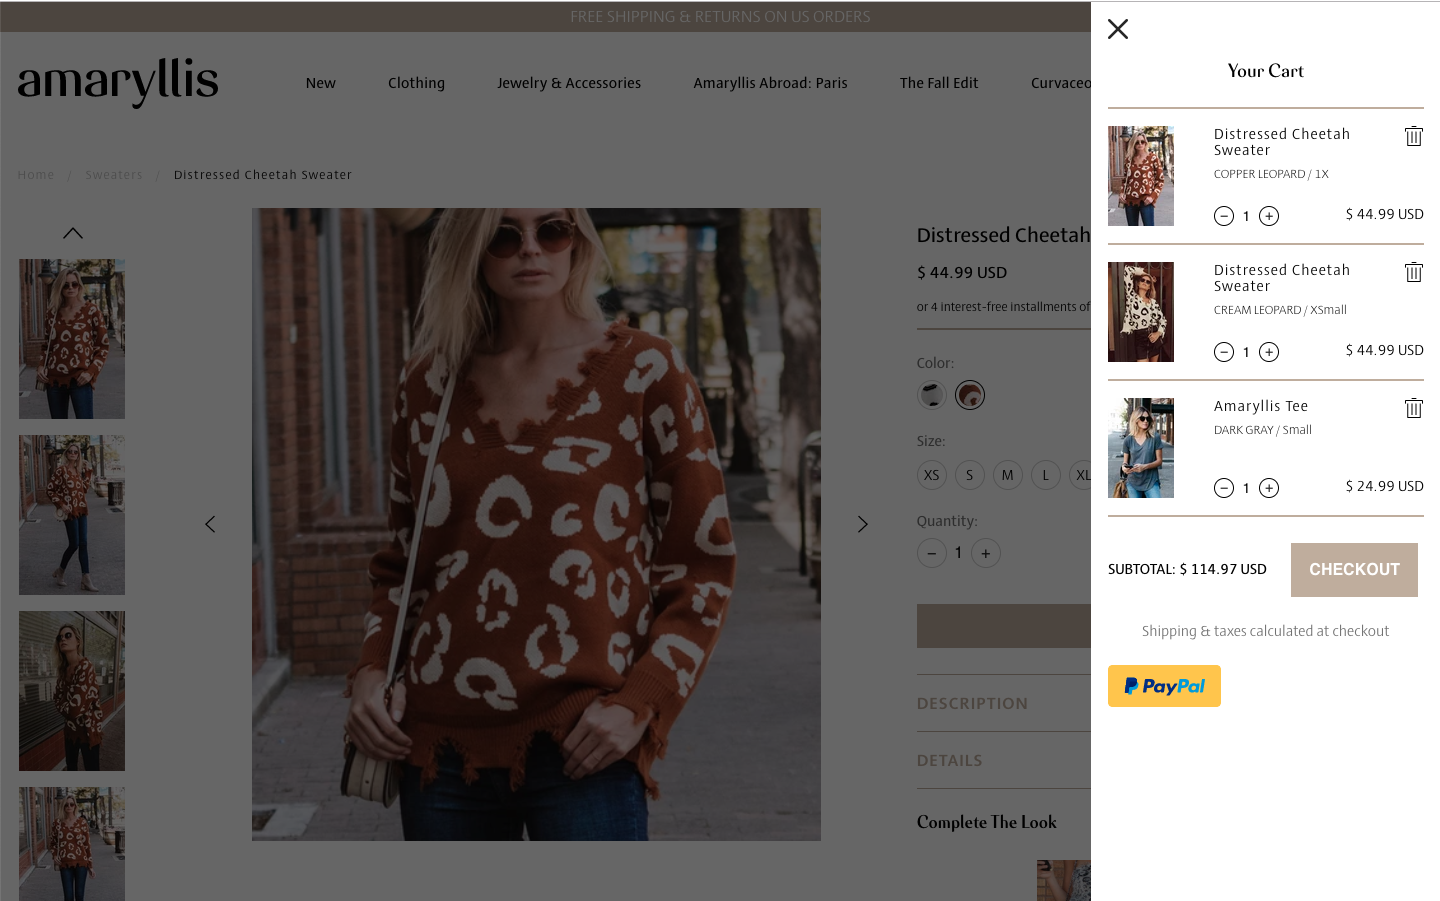 FREE SHIPPING & RETURNS ON US ORDERS
amaryllis
New
Clothing
Jewelry & Accessories
Amaryllis Abroad: Paris
The Fall Edit
Curvaceo
Home / Sweaters / Distressed Cheetah Sweater
Distressed Cheetah
$ 44.99 USD
or 4 interest-free installments of
Color:
Size:
XS S M L XL
Quantity:
− 1 +
DESCRIPTION
DETAILS
Complete The Look
Your Cart
Distressed Cheetah
Sweater
COPPER LEOPARD / 1X
− 1 + $ 44.99 USD
Distressed Cheetah
Sweater
CREAM LEOPARD / XSmall
− 1 + $ 44.99 USD
Amaryllis Tee
DARK GRAY / Small
− 1 + $ 24.99 USD
SUBTOTAL: $ 114.97 USD
CHECKOUT
Shipping & taxes calculated at checkout
PayPal